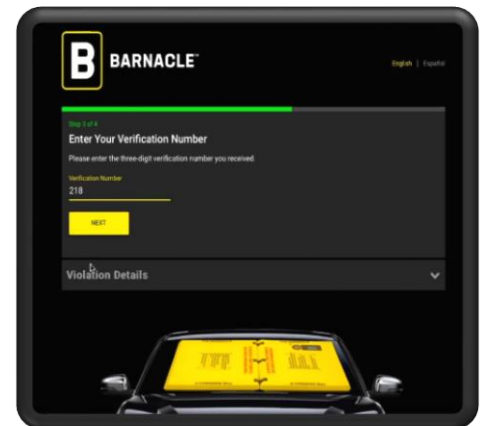 B BARNACLE™
English | Español
Step 3 of 4
Enter Your Verification Number
Please enter the three-digit verification number you received.
Verification Number
218
NEXT
Violation Details